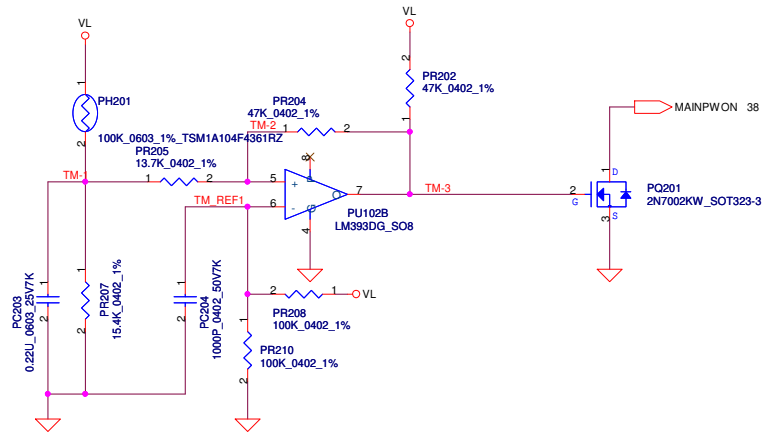 VL
VL
1
PH201
2
100K_0603_1%_TSM1A104F4361RZ
2
PR202
47K_0402_1%
1
PR204
47K_0402_1%
TM-2
1
2
MAINPWON 38
PR205
13.7K_0402_1%
TM-1
1
2
8
P
5
+
6
-
O
7
G
4
PU102B
LM393DG_SO8
TM-3
TM_REF1
1
D
2
G
3
S
PQ201
2N7002KW_SOT323-3
1
2
PC203
0.22U_0603_25V7K
1
2
PR207
15.4K_0402_1%
1
2
PC204
1000P_0402_50V7K
2
1
VL
PR208
100K_0402_1%
1
PR210
100K_0402_1%
2